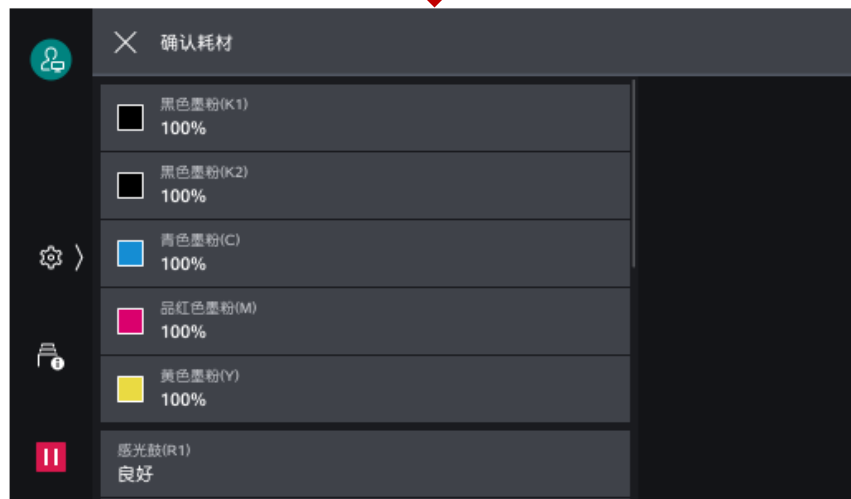 确认耗材
黑色墨粉(K1)
100%
黑色墨粉(K2)
100%
青色墨粉(C)
100%
品红色墨粉(M)
100%
黄色墨粉(Y)
100%
感光鼓(R1)
良好